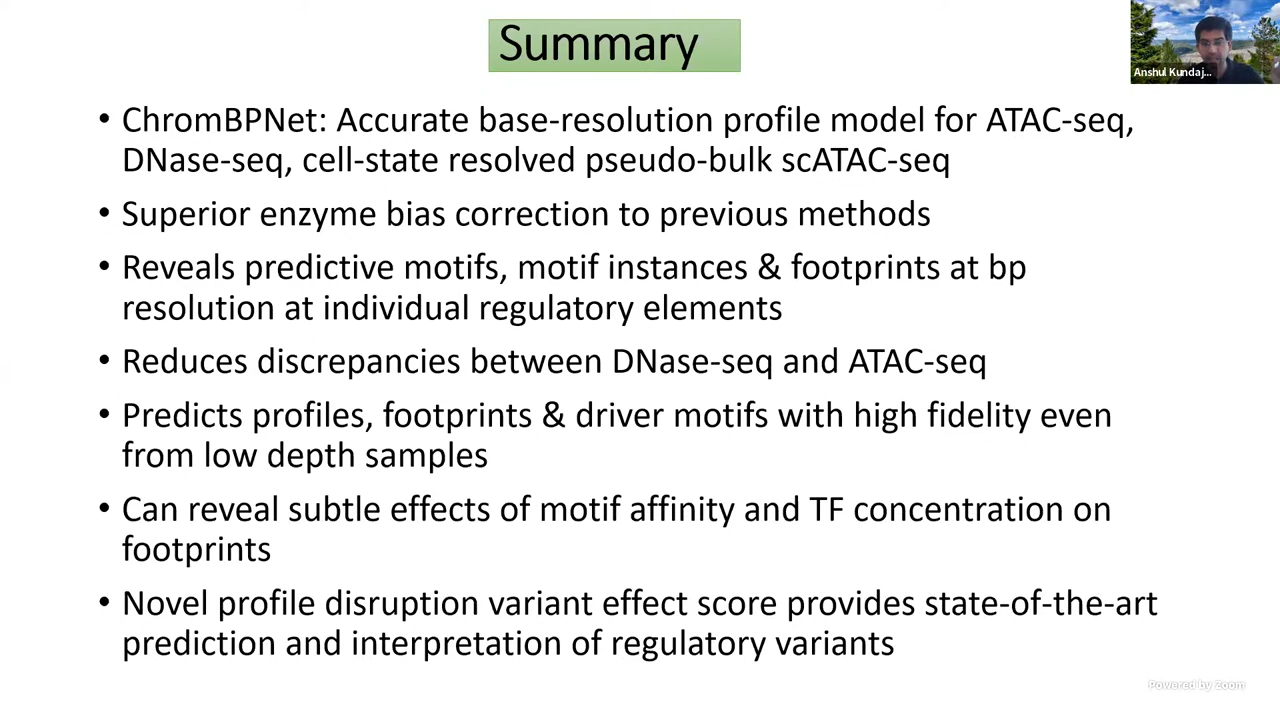 Summary
Anshul Kundaj...
• ChromBPNet: Accurate base-resolution profile model for ATAC-seq,
DNase-seq, cell-state resolved pseudo-bulk scATAC-seq
• Superior enzyme bias correction to previous methods
• Reveals predictive motifs, motif instances & footprints at bp
resolution at individual regulatory elements
• Reduces discrepancies between DNase-seq and ATAC-seq
• Predicts profiles, footprints & driver motifs with high fidelity even
from low depth samples
• Can reveal subtle effects of motif affinity and TF concentration on
footprints
• Novel profile disruption variant effect score provides state-of-the-art
prediction and interpretation of regulatory variants
Powered by Zoom